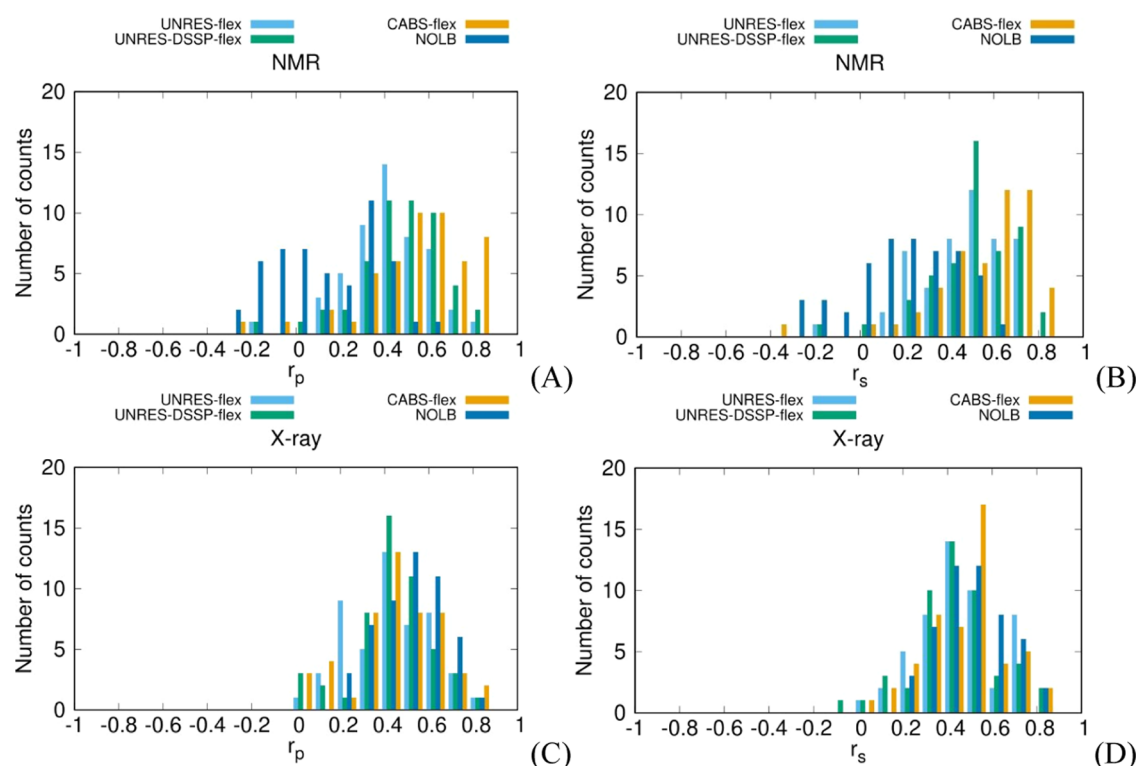 UNRES-flex CABS-flex
UNRES-DSSP-flex NOLB
NMR
20
15
10
5
0
Number of counts
-1 -0.8 -0.6 -0.4 -0.2 0 0.2 0.4 0.6 0.8 1
rp
(A)
UNRES-flex CABS-flex
UNRES-DSSP-flex NOLB
NMR
20
15
10
5
0
Number of counts
-1 -0.8 -0.6 -0.4 -0.2 0 0.2 0.4 0.6 0.8 1
rs
(B)
UNRES-flex CABS-flex
UNRES-DSSP-flex NOLB
X-ray
20
15
10
5
0
Number of counts
-1 -0.8 -0.6 -0.4 -0.2 0 0.2 0.4 0.6 0.8 1
rp
(C)
UNRES-flex CABS-flex
UNRES-DSSP-flex NOLB
X-ray
20
15
10
5
0
Number of counts
-1 -0.8 -0.6 -0.4 -0.2 0 0.2 0.4 0.6 0.8 1
rs
(D)